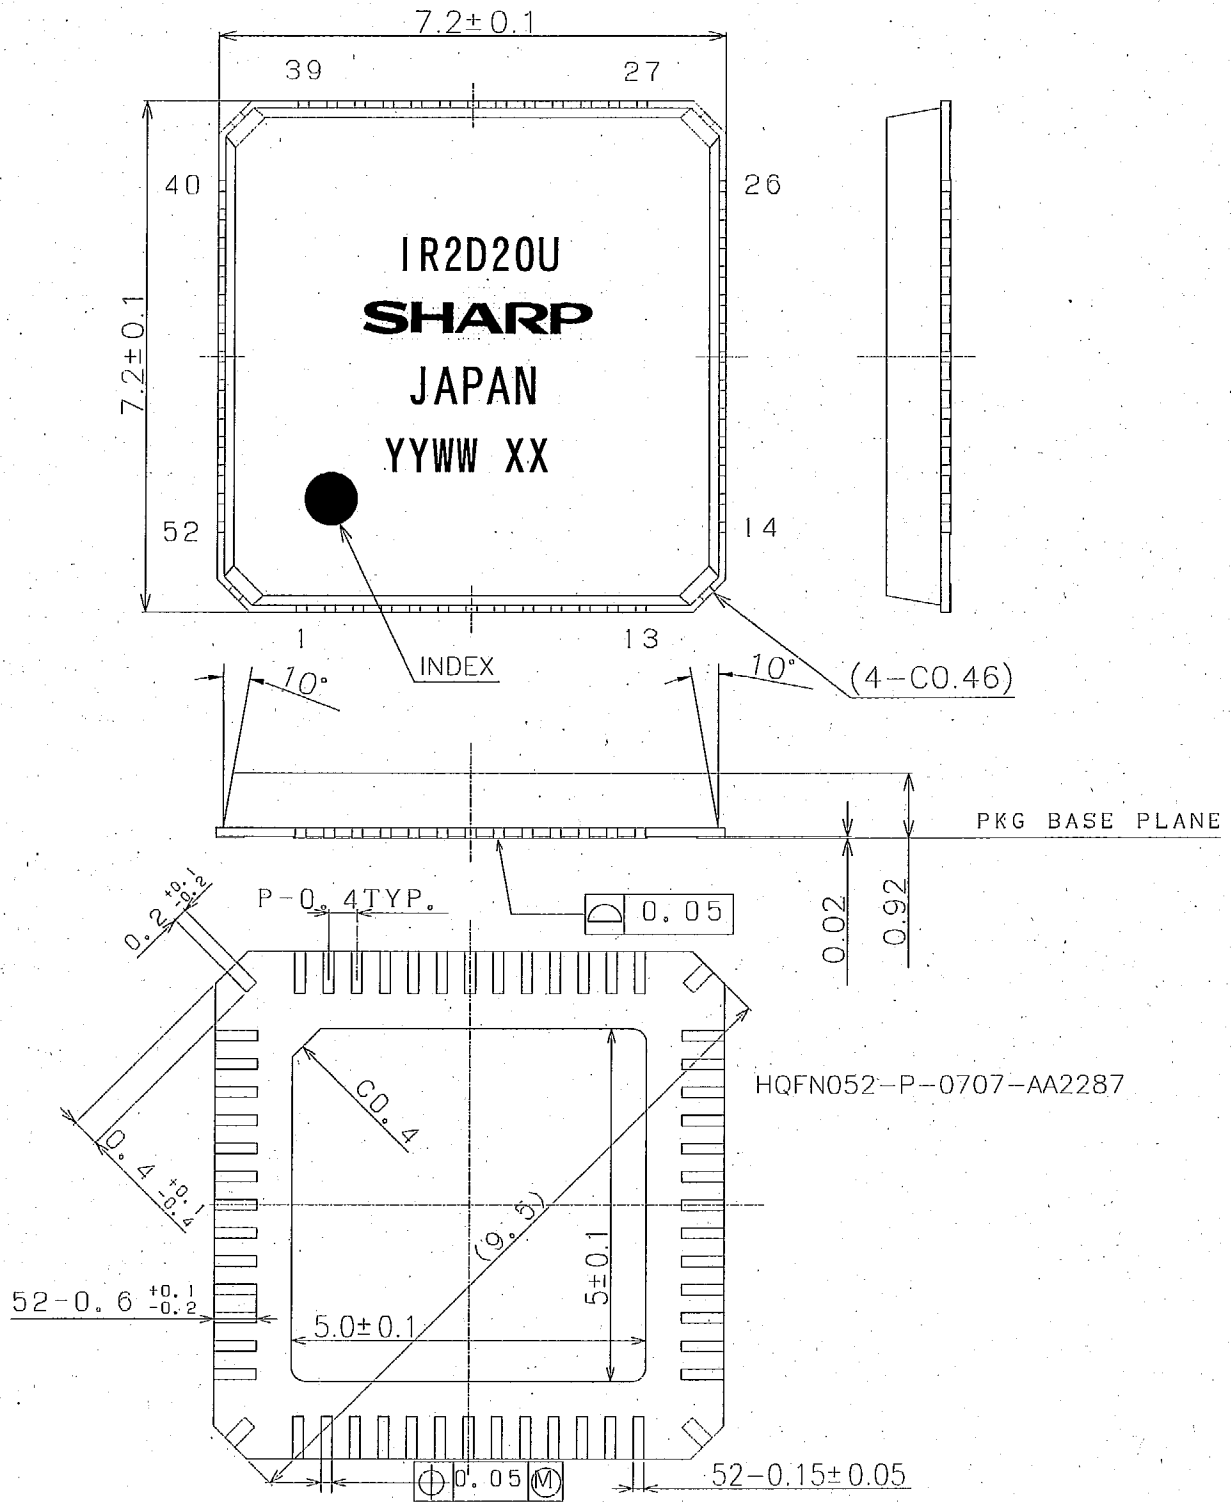 7.2±0.1
39 27
40 26
7.2±0.1
IR2D20U
SHARP
JAPAN
YYWW XX
52 14
1 13
INDEX
10° 10°
(4-C0.46)
PKG BASE PLANE
0.02
0.92
0.05
0.2 +0.1 -0.2
P-0.4TYP.
HQFN052-P-0707-AA2287
C0.4
0.4 +0.1 -0.4
(9.5)
5±0.1
52-0.6 +0.1 -0.2
5.0±0.1
0.05 M
52-0.15±0.05